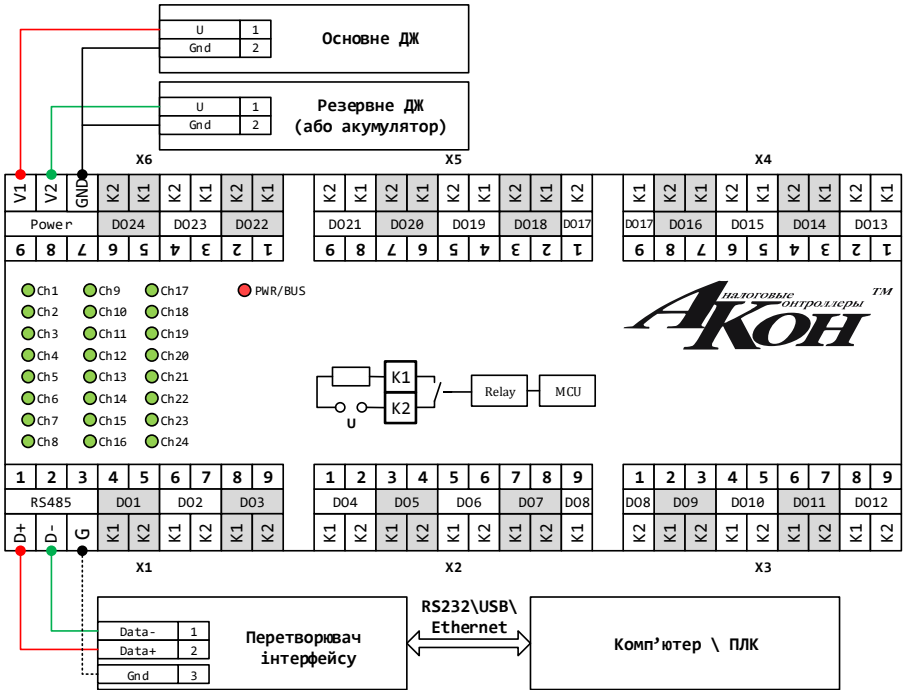 U 1
Gnd 2
Основне ДЖ
U 1
Gnd 2
Резервне ДЖ
(або акумулятор)
X6 X5 X4
V1 V2 GND K2 K1 K2 K1 K2 K1 K2 K1 K2 K1 K2 K1 K2 K1 K2 K1 K2 K1 K2 K1 K2 K1 K2 K1
Power DO24 DO23 DO22 DO21 DO20 DO19 DO18 DO17 DO17 DO16 DO15 DO14 DO13
9 8 7 6 5 4 3 2 1 9 8 7 6 5 4 3 2 1 9 8 7 6 5 4 3 2 1
Ch1 Ch9 Ch17 PWR/BUS
Ch2 Ch10 Ch18
Ch3 Ch11 Ch19
Ch4 Ch12 Ch20
Ch5 Ch13 Ch21
Ch6 Ch14 Ch22
Ch7 Ch15 Ch23
Ch8 Ch16 Ch24
АКОН
Аналоговые Контроллеры TM
K1
K2
U
Relay
MCU
1 2 3 4 5 6 7 8 9 1 2 3 4 5 6 7 8 9 1 2 3 4 5 6 7 8 9
RS485 DO1 DO2 DO3 DO4 DO5 DO6 DO7 DO8 DO8 DO9 DO10 DO11 DO12
D+ D- G K1 K2 K1 K2 K1 K2 K1 K2 K1 K2 K1 K2 K1 K2 K1 K2 K1 K2 K1 K2 K1 K2 K1 K2
X1 X2 X3
Data- 1
Data+ 2
Gnd 3
Перетворювач
інтерфейсу
RS232\USB\
Ethernet
Комп’ютер \ ПЛК